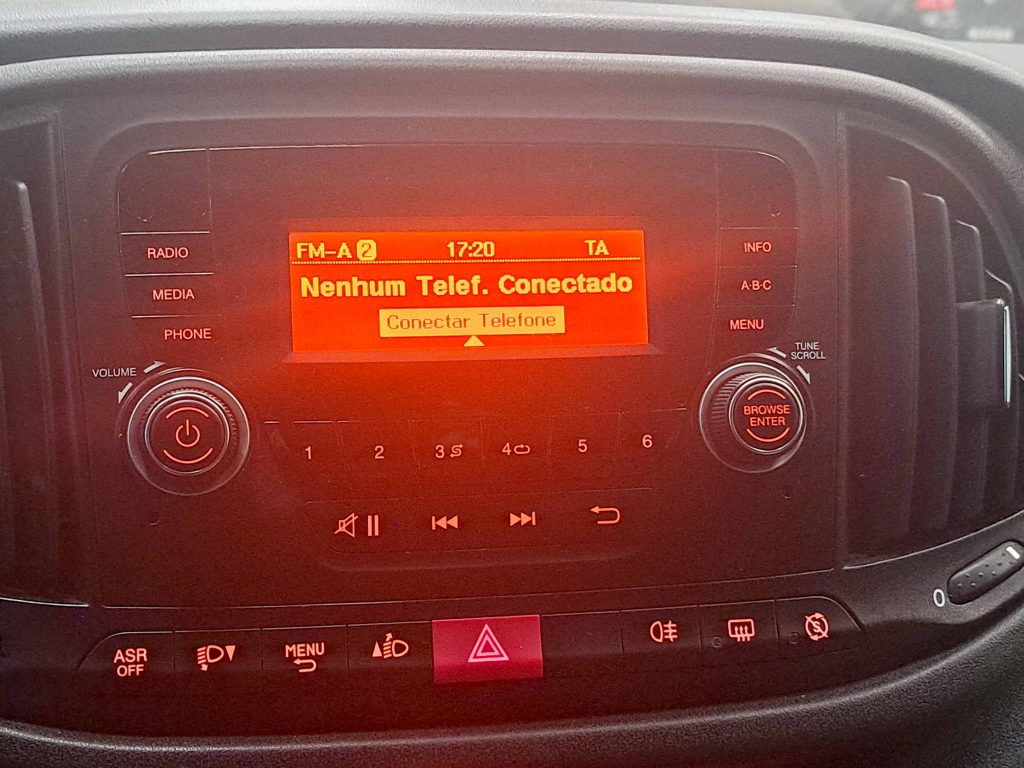 FM-A 2 17:20 TA
Nenhum Telef. Conectado
Conectar Telefone
RADIO
MEDIA
PHONE
VOLUME
INFO
A·B·C
MENU
TUNE
SCROLL
BROWSE
ENTER
1 2 3 4 5 6
ASR
OFF
MENU
0